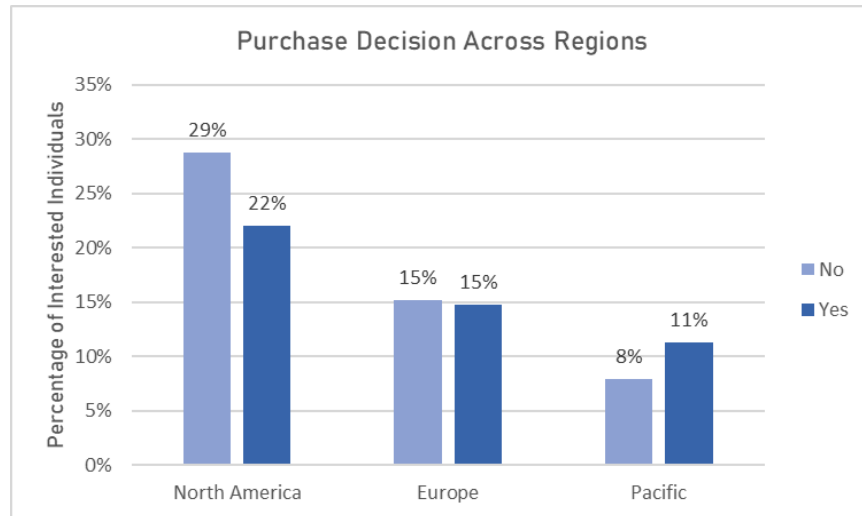 Purchase Decision Across Regions
Percentage of Interested Individuals
35%
30%
25%
20%
15%
10%
5%
0%
29%
22%
15%
15%
8%
11%
North America
Europe
Pacific
No
Yes